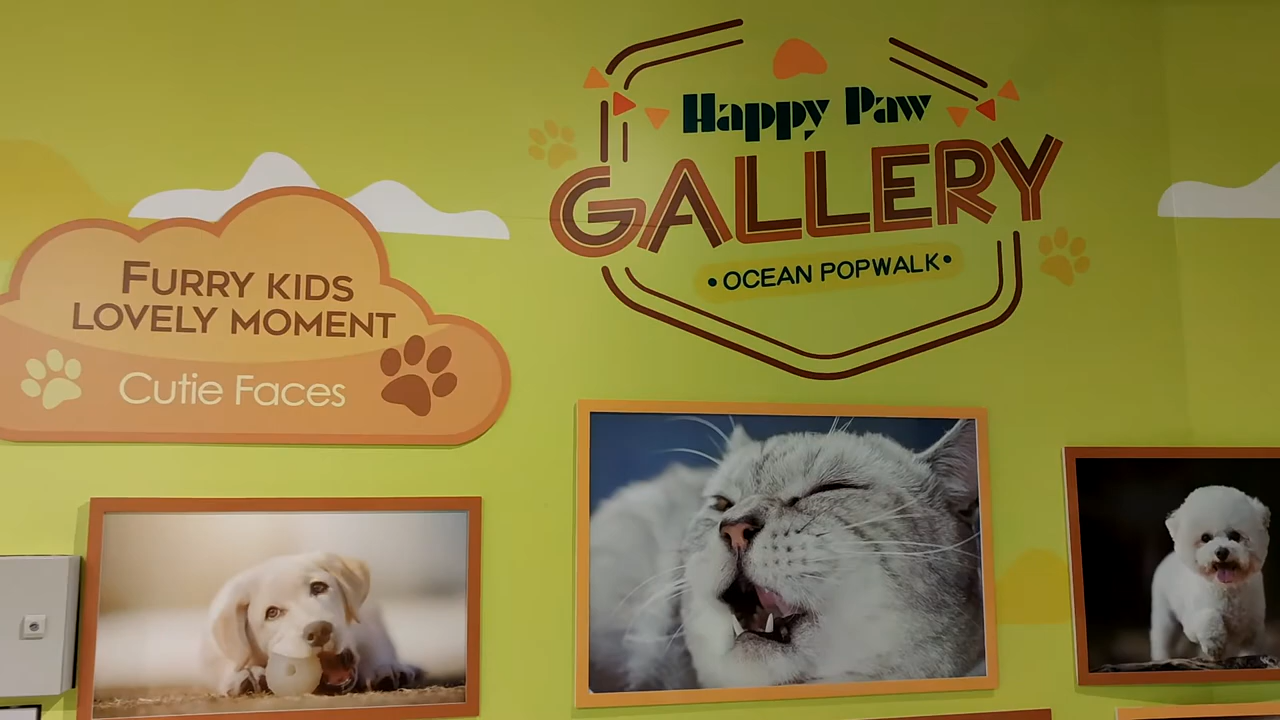 Happy Paw
GALLERY
•OCEAN POPWALK•
FURRY KIDS
LOVELY MOMENT
Cutie Faces